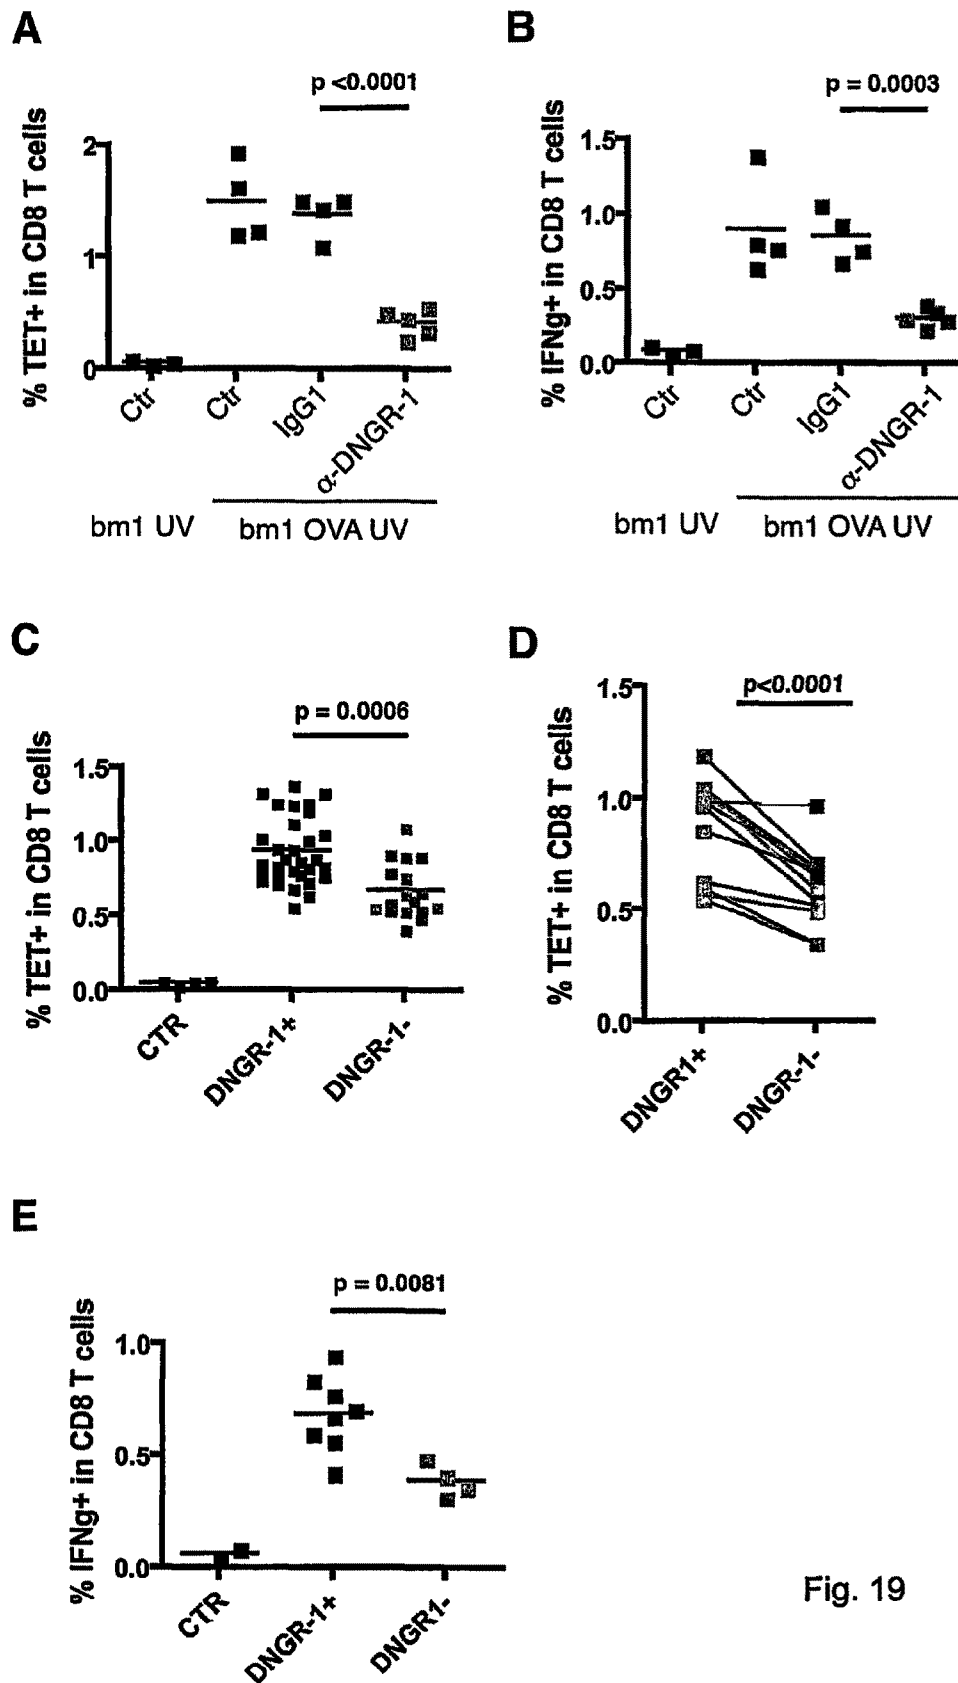 A
B
p <0.0001
p = 0.0003
% TET+ in CD8 T cells
2
1
0
Ctr
Ctr
IgG1
α-DNGR-1
bm1 UV
bm1 OVA UV
% IFNg+ in CD8 T cells
1.5
1.0
0.5
0.0
Ctr
Ctr
IgG1
α-DNGR-1
bm1 UV
bm1 OVA UV
C
D
p = 0.0006
% TET+ in CD8 T cells
1.5
1.0
0.5
0.0
CTR
DNGR-1+
DNGR-1-
p<0.0001
% TET+ in CD8 T cells
1.5
1.0
0.5
0.0
DNGR1+
DNGR-1-
E
p = 0.0081
% IFNg+ in CD8 T cells
1.0
0.5
0.0
CTR
DNGR-1+
DNGR1-
Fig. 19